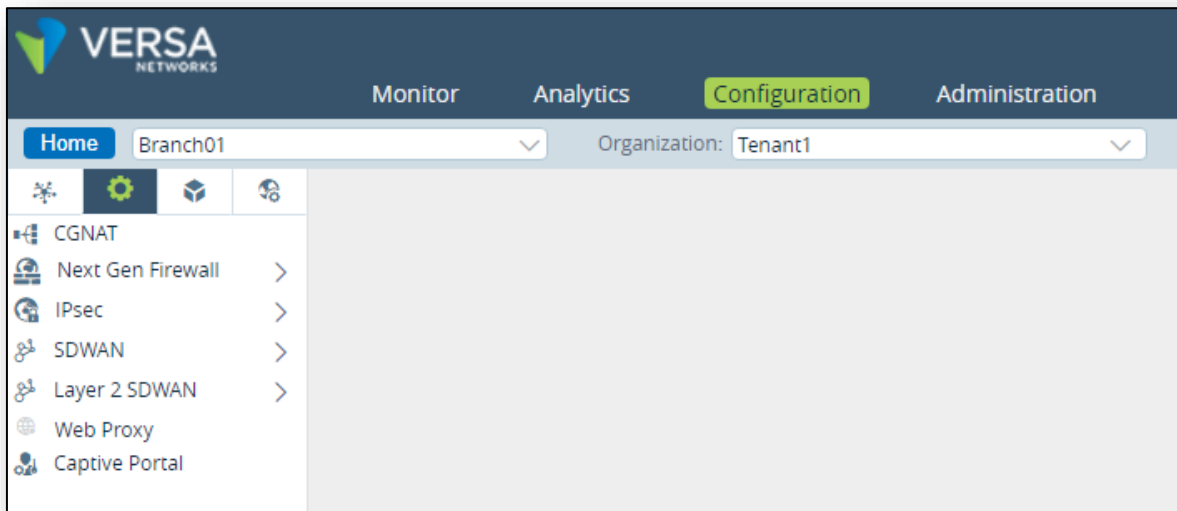 VERSA
NETWORKS
Monitor Analytics Configuration Administration
Home Branch01 Organization: Tenant1
CGNAT
Next Gen Firewall
IPsec
SDWAN
Layer 2 SDWAN
Web Proxy
Captive Portal